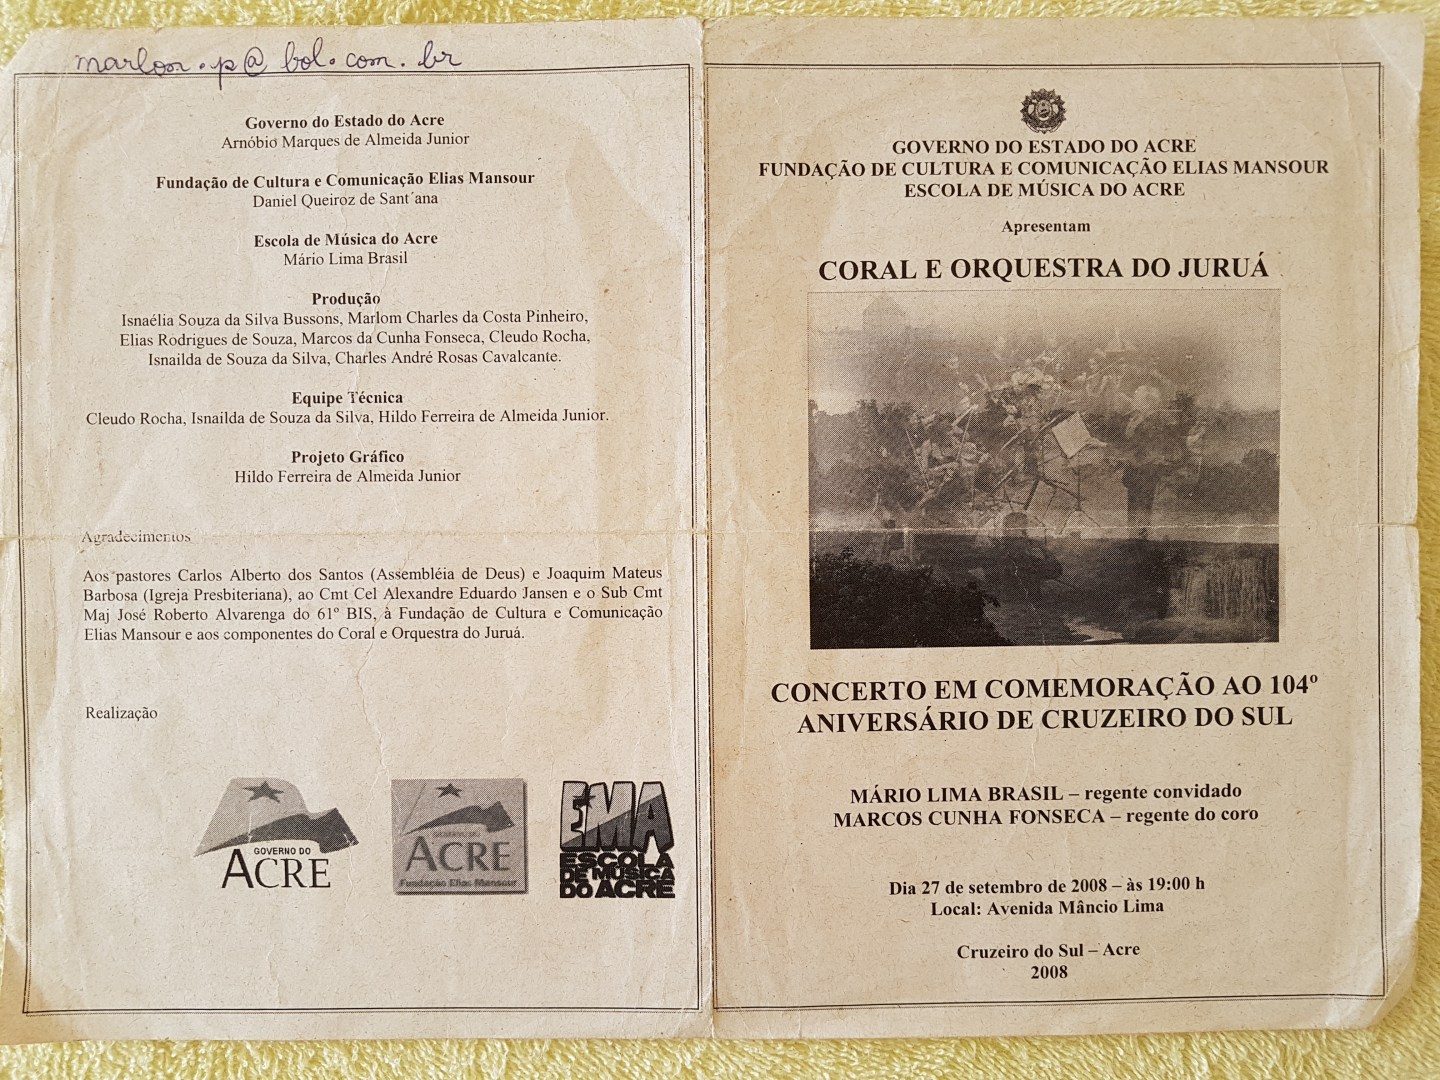 marlom.p@bol.com.br
Governo do Estado do Acre
Arnóbio Marques de Almeida Junior
Fundação de Cultura e Comunicação Elias Mansour
Daniel Queiroz de Sant´ana
Escola de Música do Acre
Mário Lima Brasil
Produção
Isnaélia Souza da Silva Bussons, Marlom Charles da Costa Pinheiro,
Elias Rodrigues de Souza, Marcos da Cunha Fonseca, Cleudo Rocha,
Isnailda de Souza da Silva, Charles André Rosas Cavalcante.
Equipe Técnica
Cleudo Rocha, Isnailda de Souza da Silva, Hildo Ferreira de Almeida Junior.
Projeto Gráfico
Hildo Ferreira de Almeida Junior
Agradecimentos
Aos pastores Carlos Alberto dos Santos (Assembléia de Deus) e Joaquim Mateus
Barbosa (Igreja Presbiteriana), ao Cmt Cel Alexandre Eduardo Jansen e o Sub Cmt
Maj José Roberto Alvarenga do 61º BIS, à Fundação de Cultura e Comunicação
Elias Mansour e aos componentes do Coral e Orquestra do Juruá.
Realização
GOVERNO DO
ACRE
GOVERNO DO
ACRE
Fundação Elias Mansour
EMA
ESCOLA
DE MÚSICA
DO ACRE
GOVERNO DO ESTADO DO ACRE
FUNDAÇÃO DE CULTURA E COMUNICAÇÃO ELIAS MANSOUR
ESCOLA DE MÚSICA DO ACRE
Apresentam
CORAL E ORQUESTRA DO JURUÁ
CONCERTO EM COMEMORAÇÃO AO 104º
ANIVERSÁRIO DE CRUZEIRO DO SUL
MÁRIO LIMA BRASIL – regente convidado
MARCOS CUNHA FONSECA – regente do coro
Dia 27 de setembro de 2008 – às 19:00 h
Local: Avenida Mâncio Lima
Cruzeiro do Sul – Acre
2008